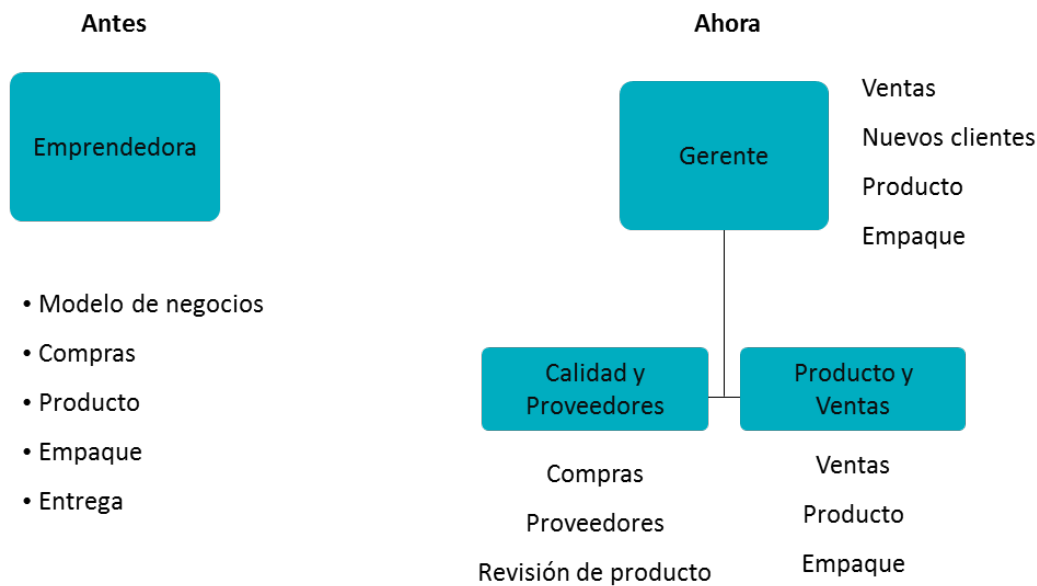 Antes
Emprendedora
• Modelo de negocios
• Compras
• Producto
• Empaque
• Entrega
Ahora
Gerente
Ventas
Nuevos clientes
Producto
Empaque
Calidad y
Proveedores
Compras
Proveedores
Revisión de producto
Producto y
Ventas
Ventas
Producto
Empaque